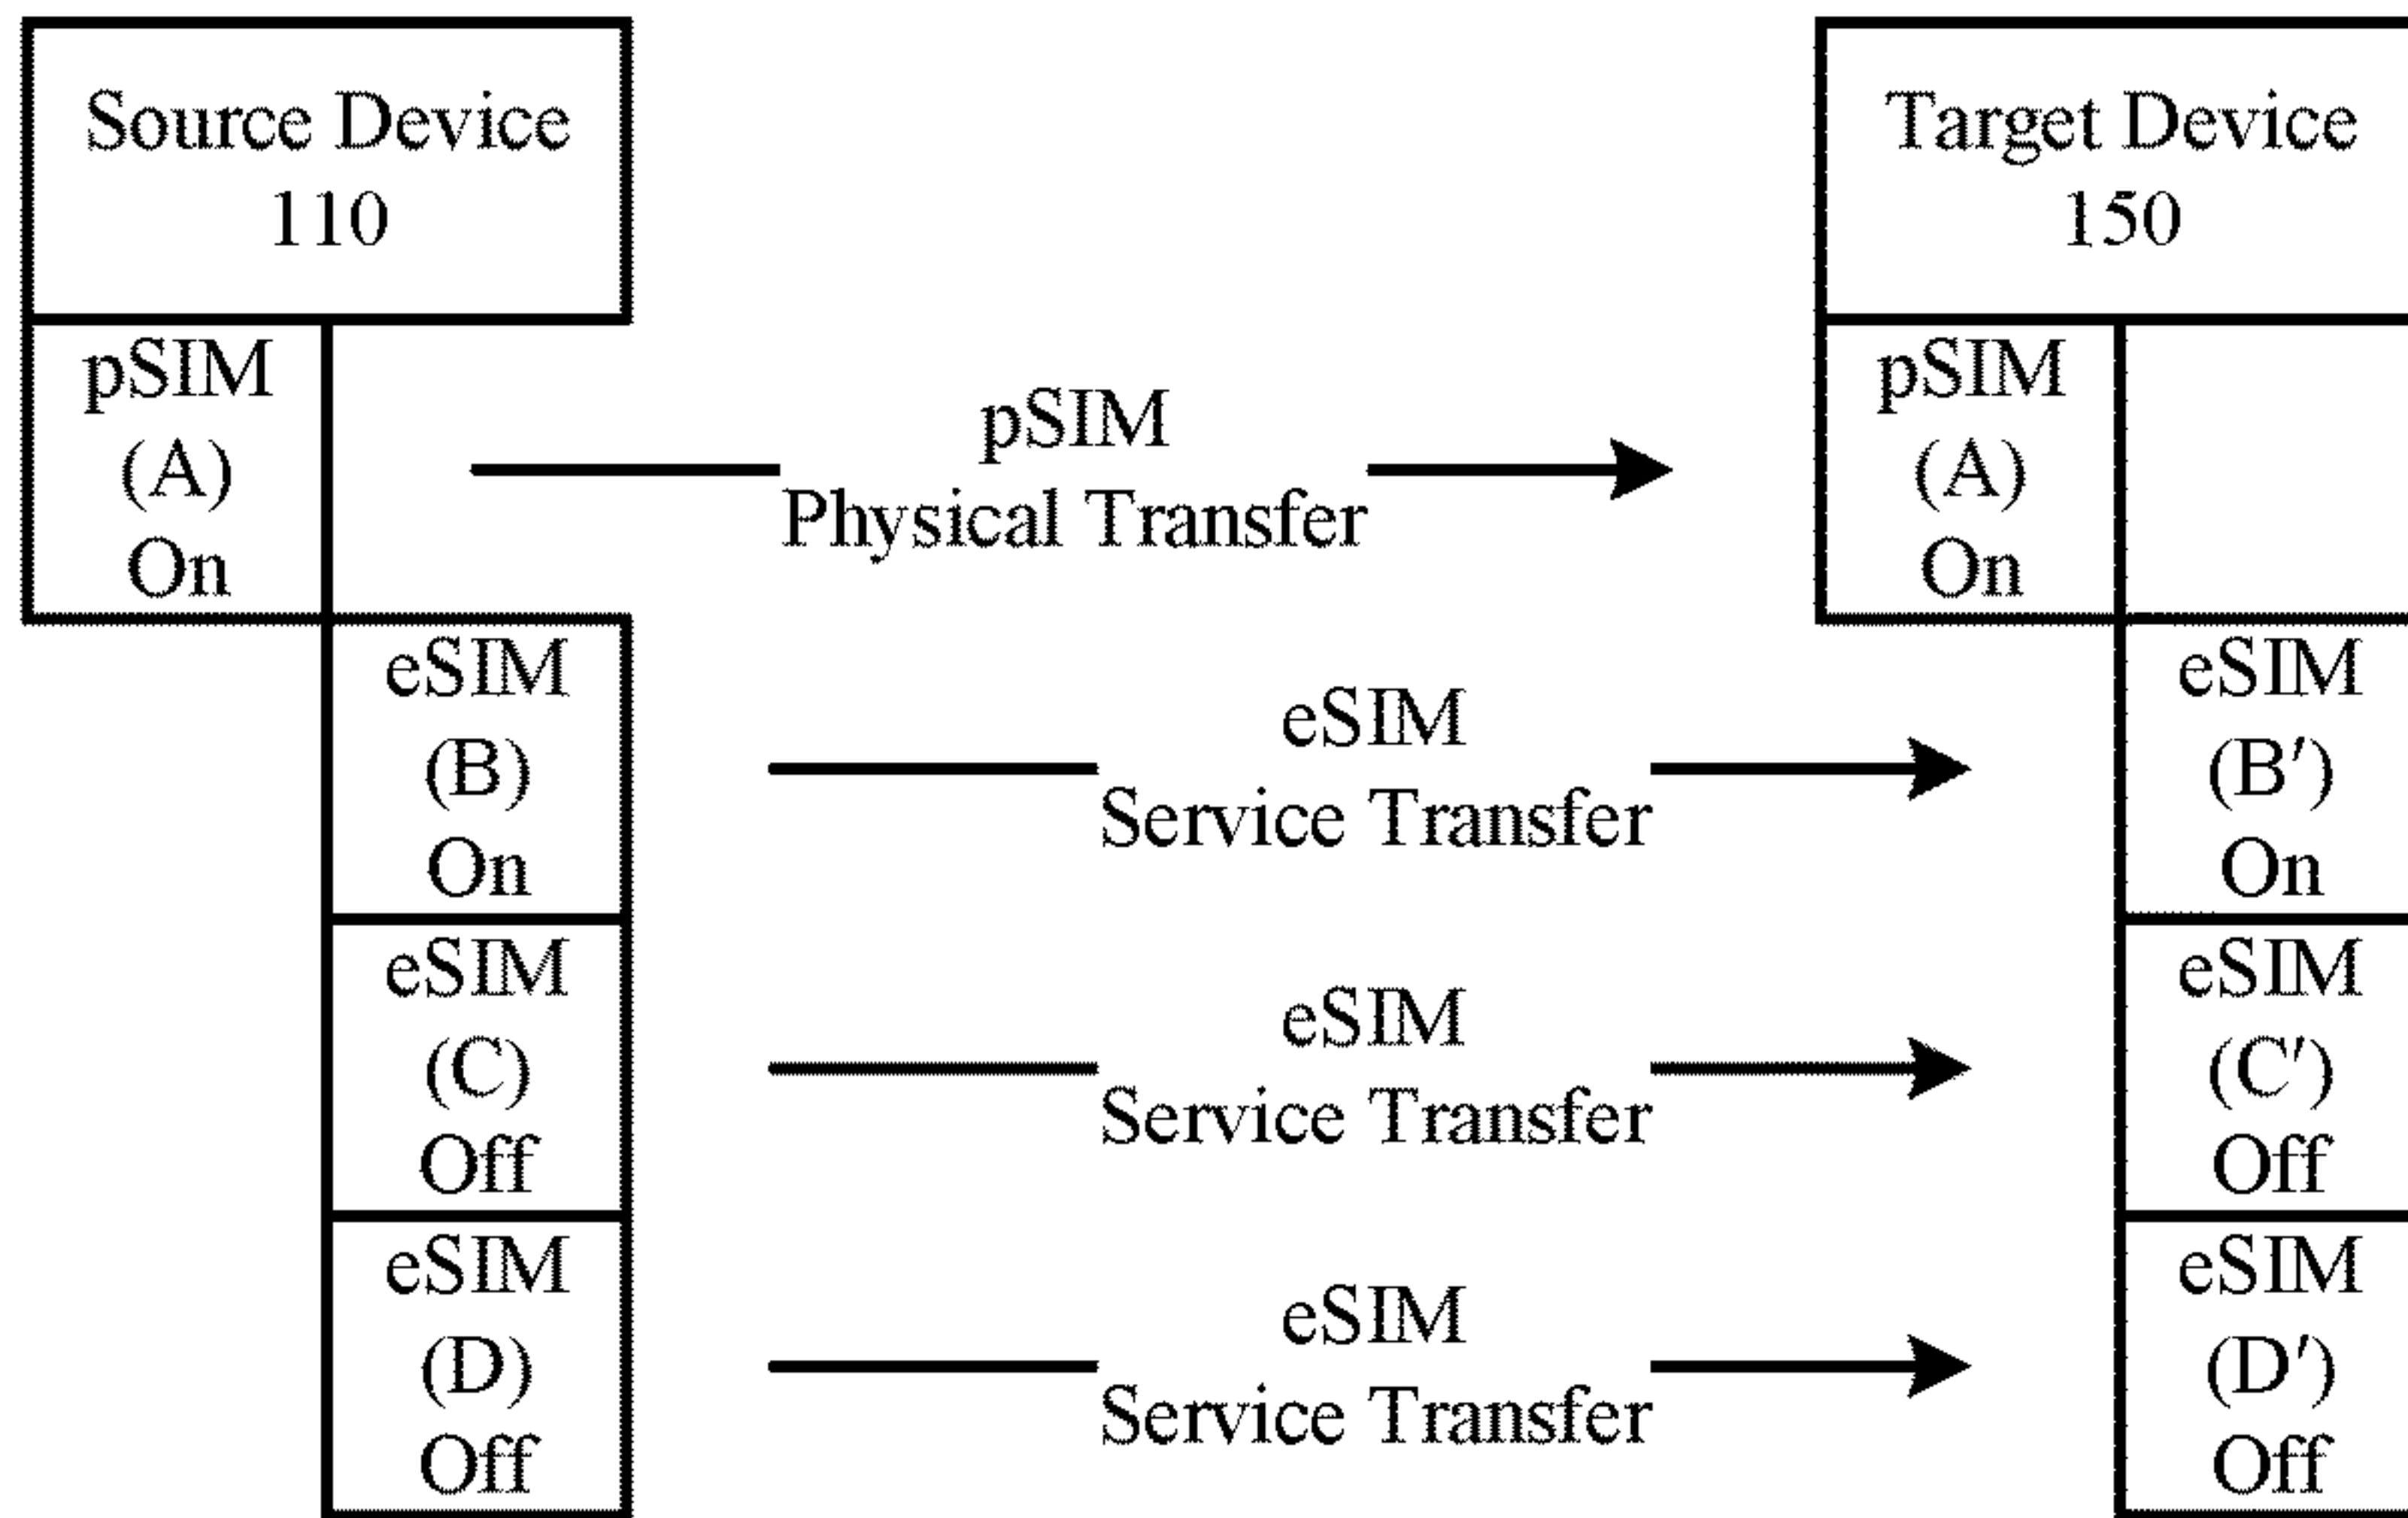 Source Device
110
Target Device
150
pSIM
(A)
On
pSIM
Physical Transfer
pSIM
(A)
On
eSIM
(B)
On
eSIM
Service Transfer
eSIM
(B′)
On
eSIM
(C)
Off
eSIM
Service Transfer
eSIM
(C′)
Off
eSIM
(D)
Off
eSIM
Service Transfer
eSIM
(D′)
Off